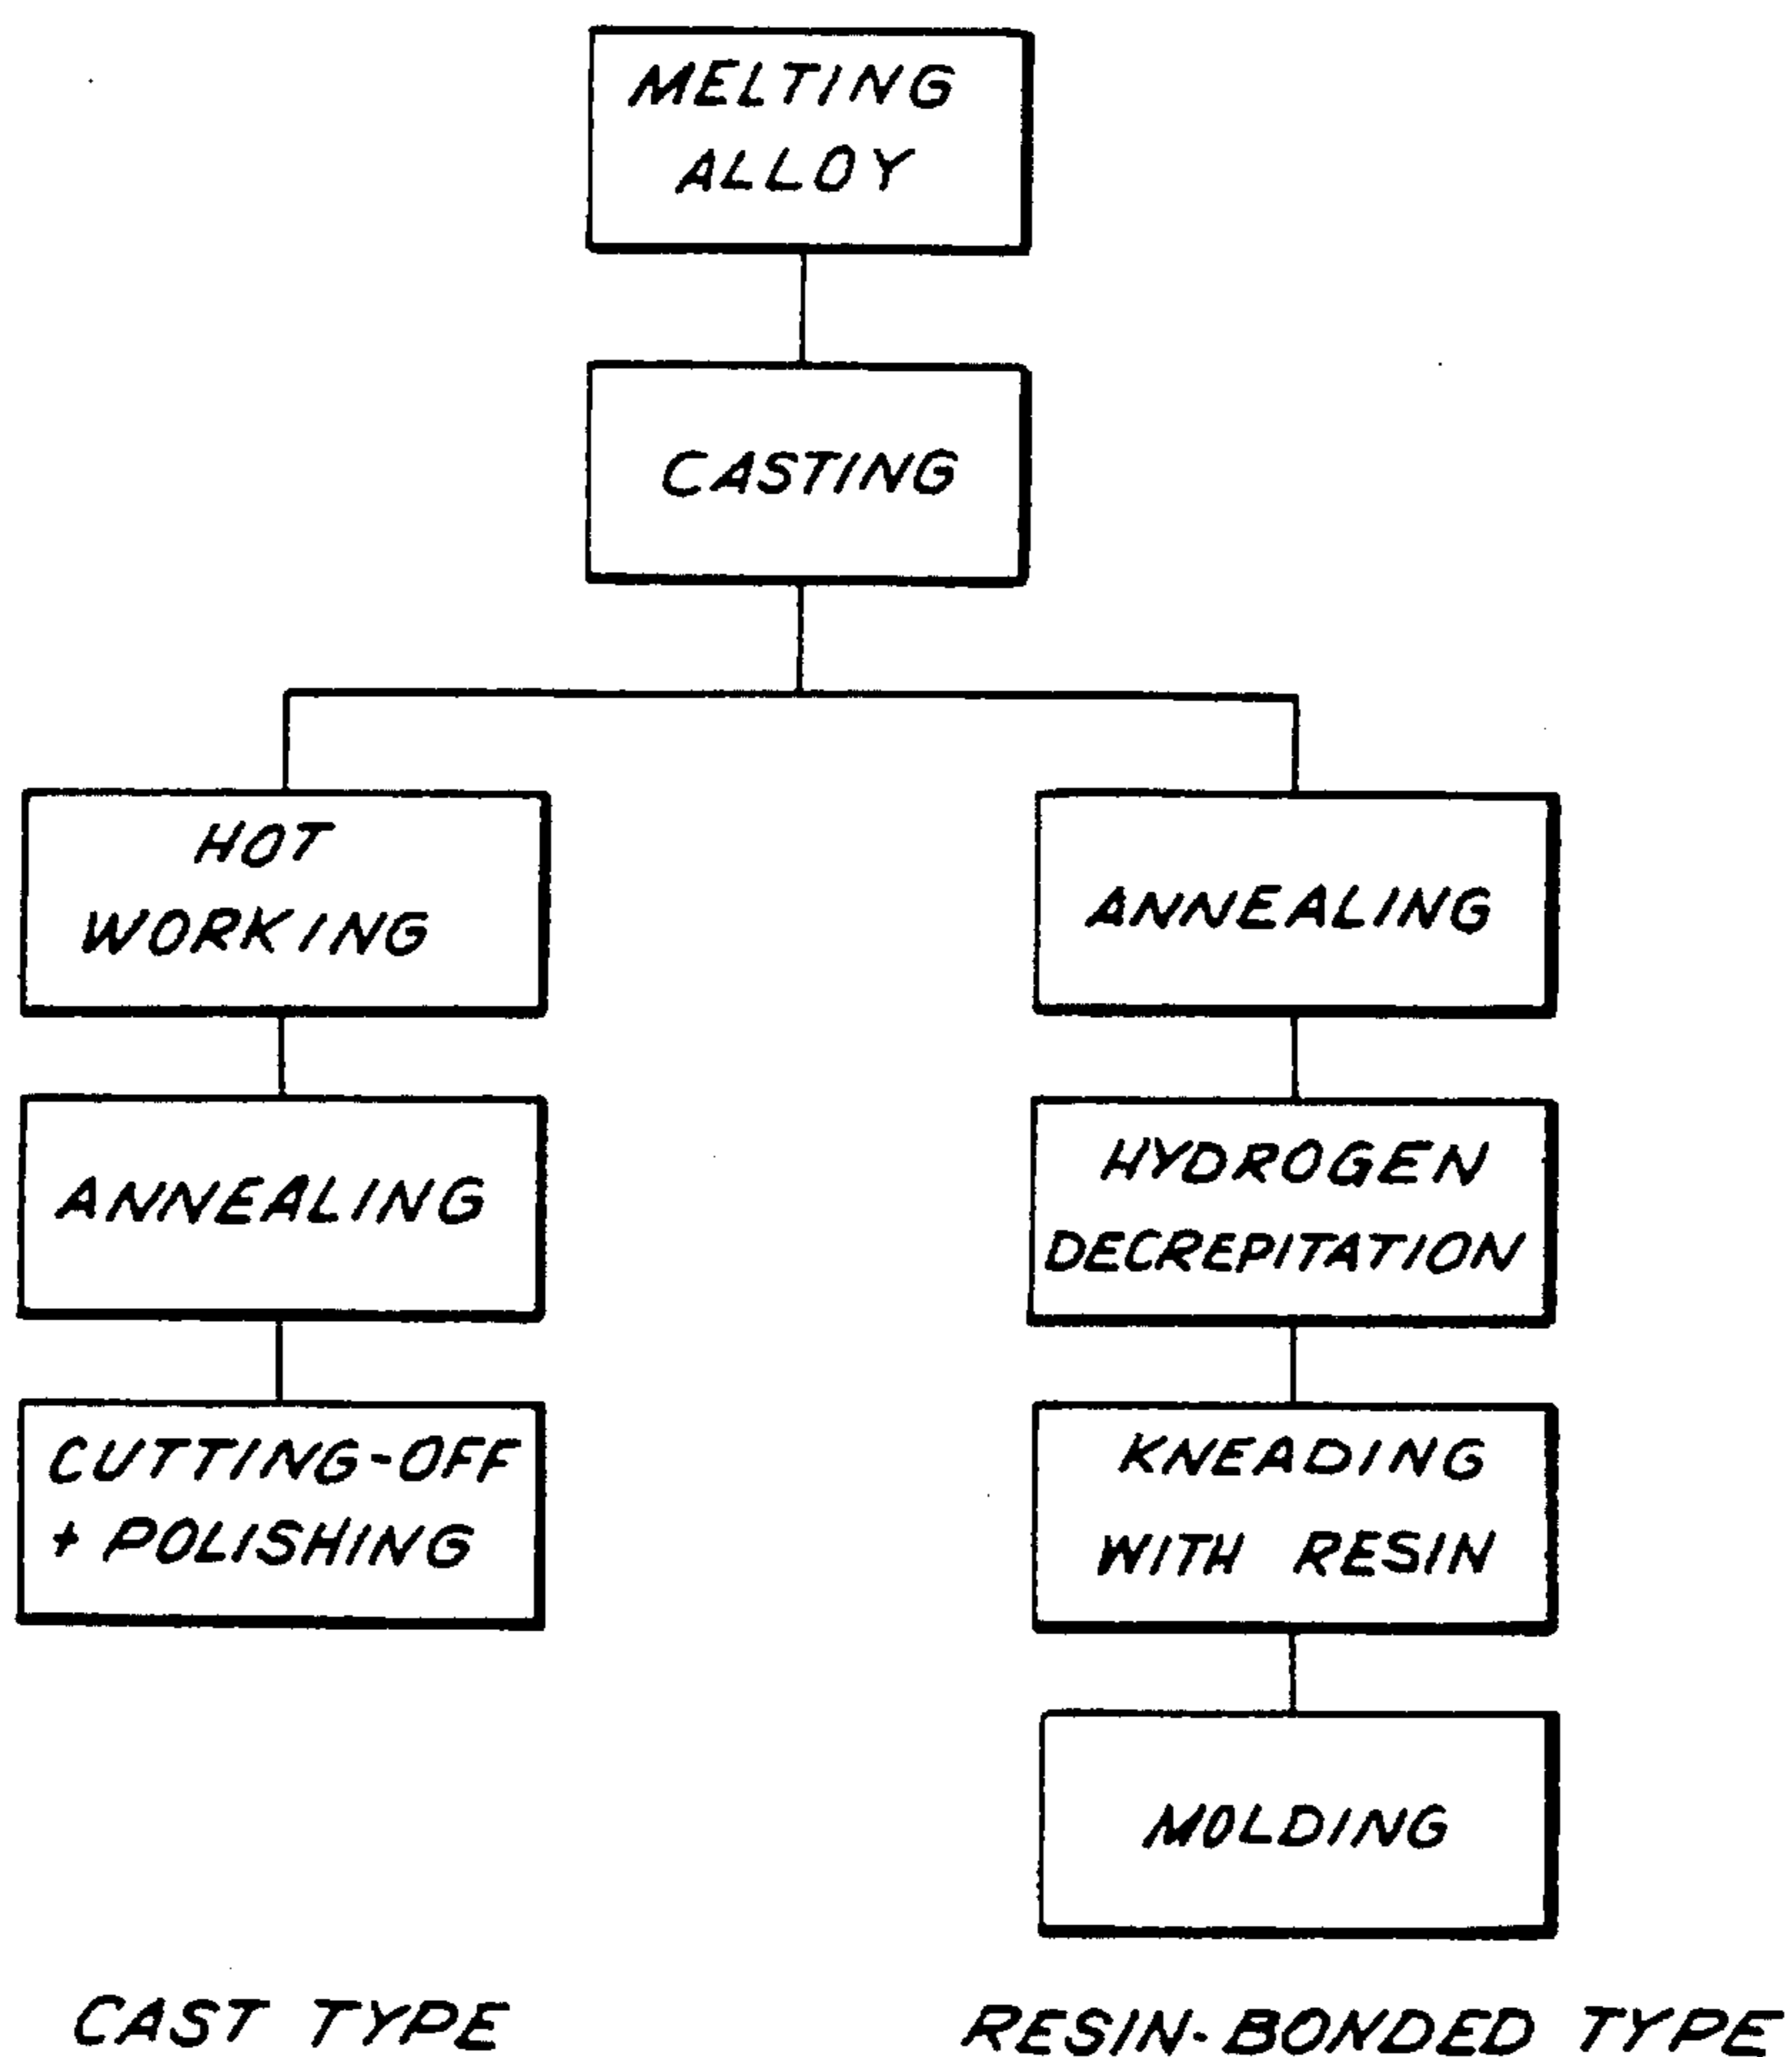 MELTING
ALLOY
CASTING
HOT
WORKING
ANNEALING
CUTTING-OFF
+ POLISHING
ANNEALING
HYDROGEN
DECREPITATION
KNEADING
WITH RESIN
MOLDING
CAST TYPE
RESIN-BONDED TYPE